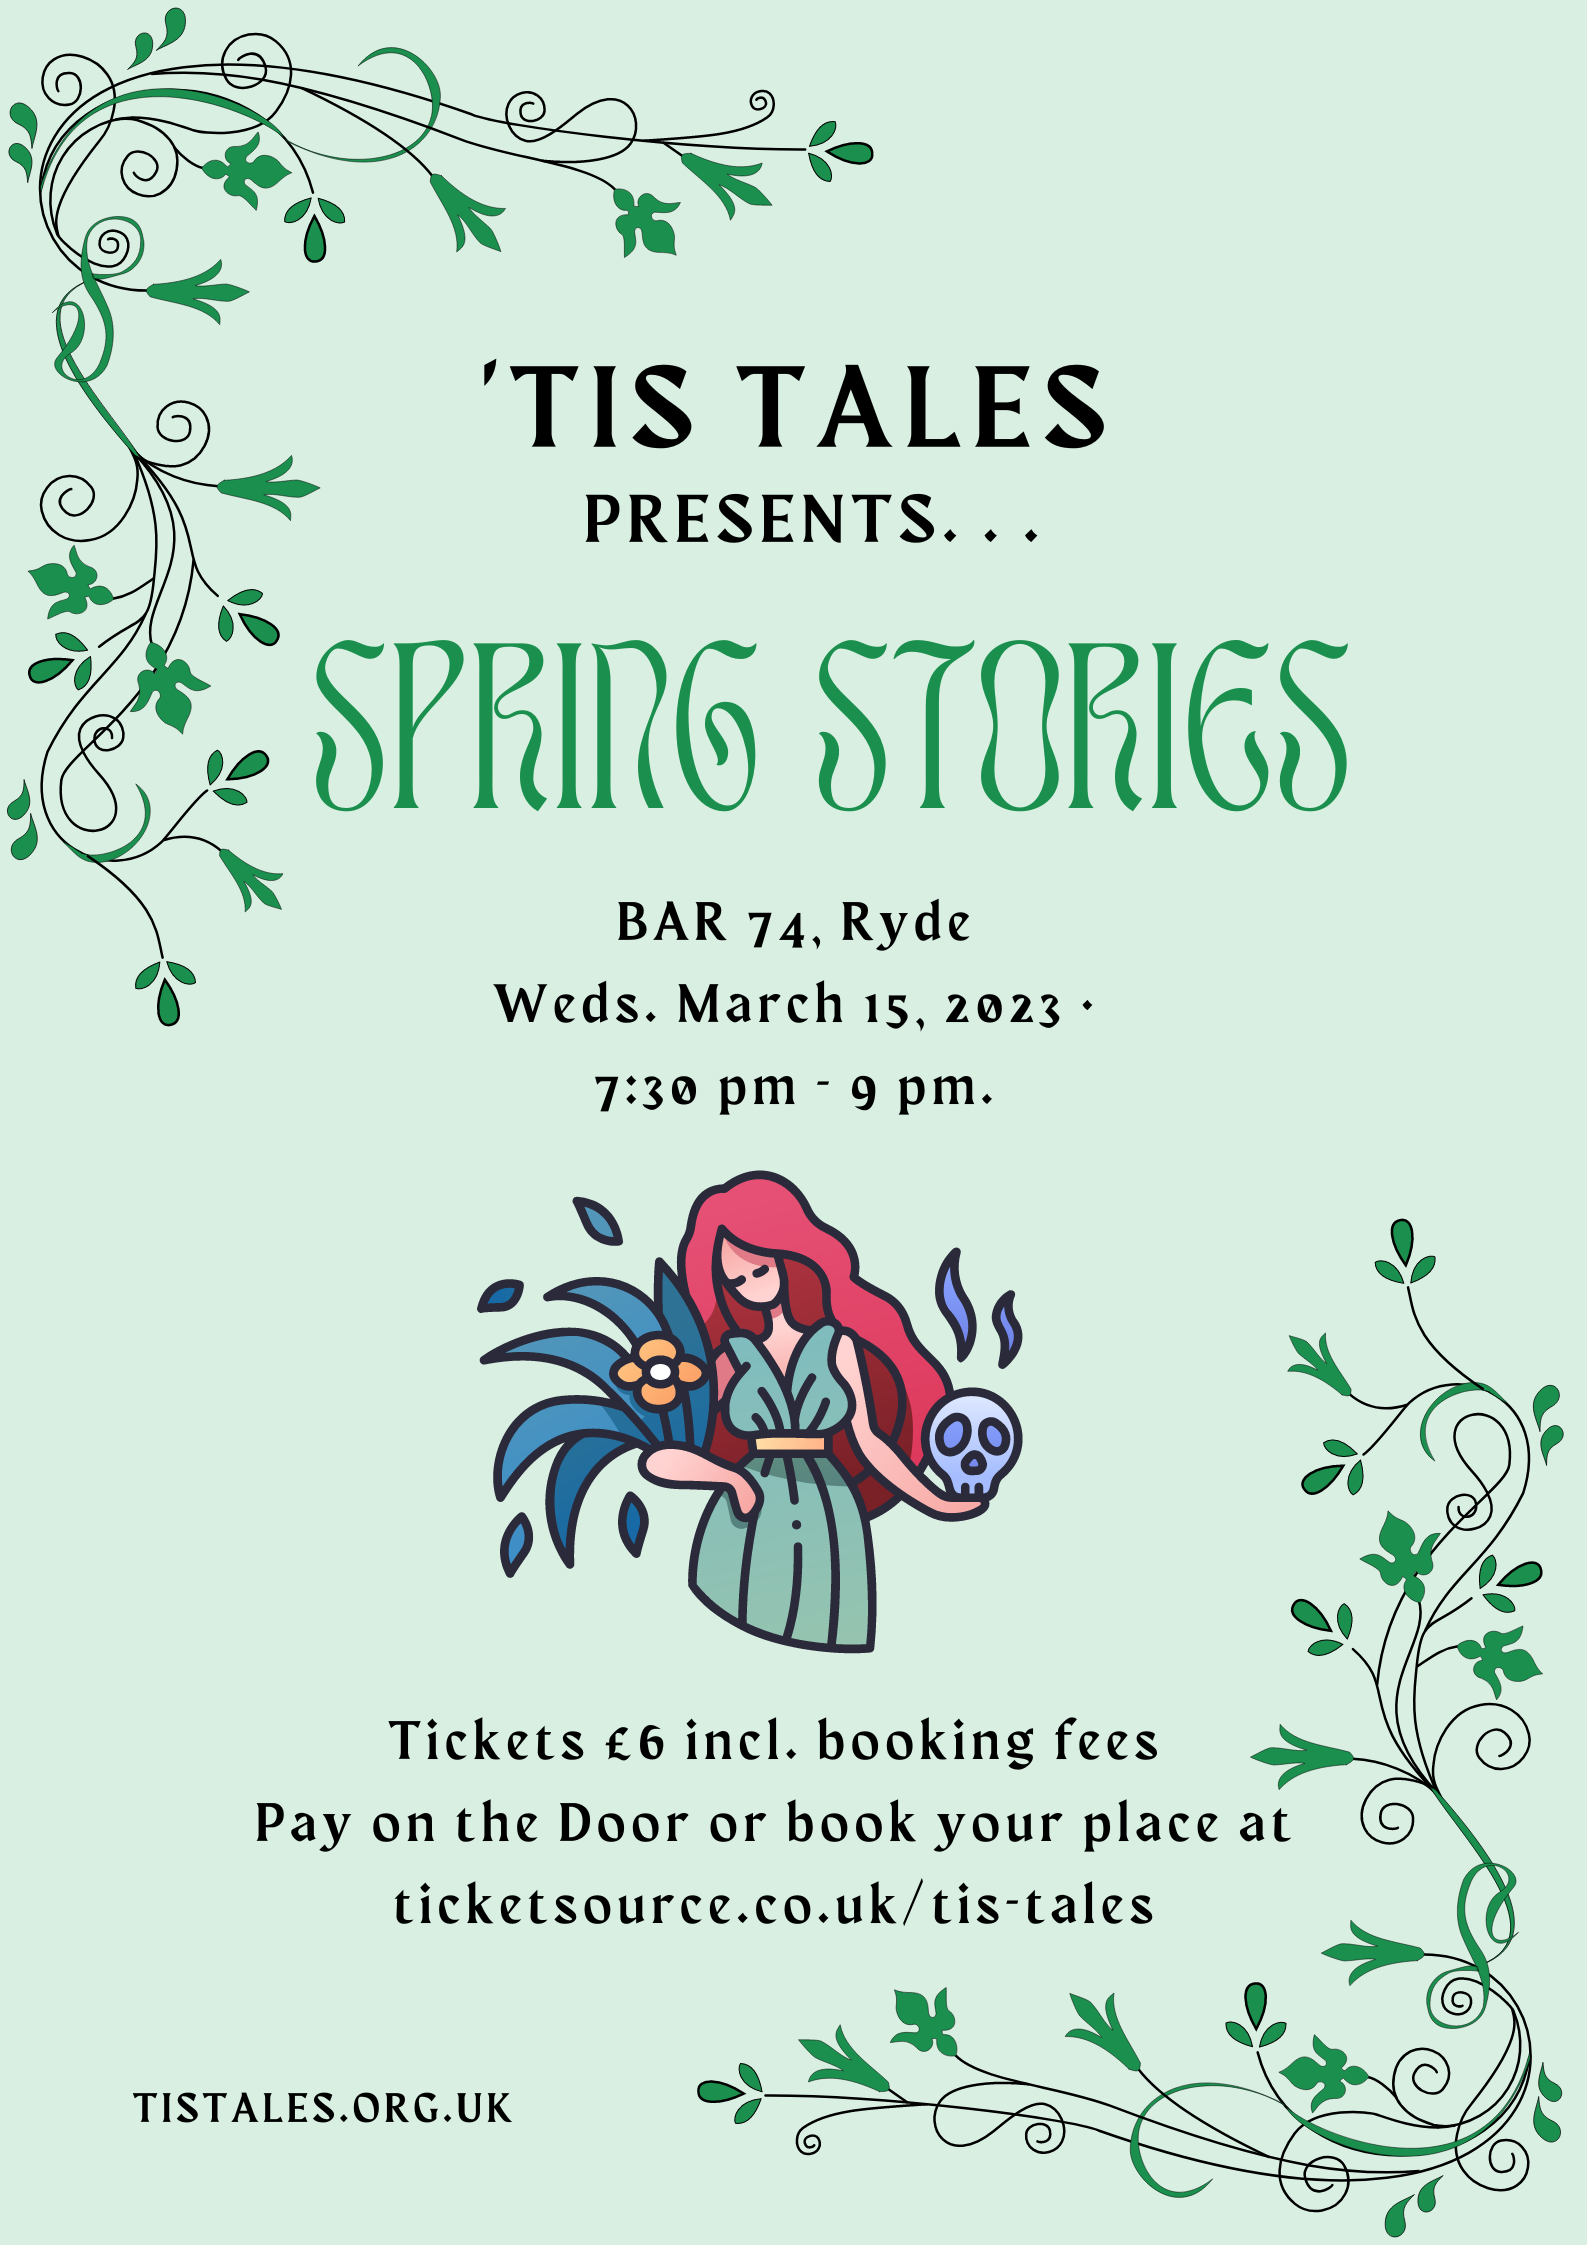 'TIS TALES
PRESENTS. . .
SPRING STORIES
BAR 74, Ryde
Weds. March 15, 2023 ·
7:30 pm - 9 pm.
Tickets £6 incl. booking fees
Pay on the Door or book your place at
ticketsource.co.uk/tis-tales
TISTALES.ORG.UK